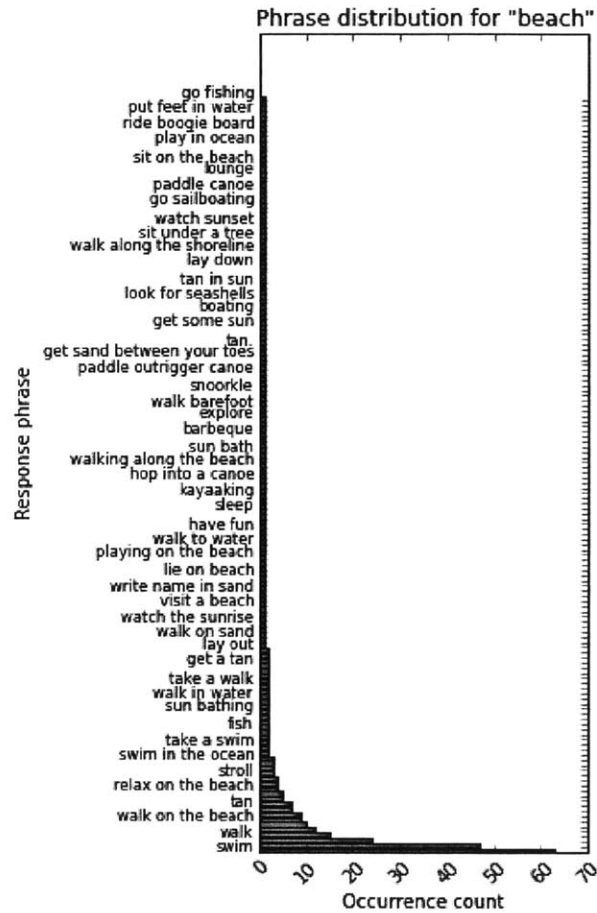 Phrase distribution for "beach"
go fishing
put feet in water
ride boogie board
play in ocean
sit on the beach
lounge
paddle canoe
go sailboating
watch sunset
sit under a tree
walk along the shoreline
lay down
tan in sun
look for seashells
boating
get some sun
tan.
get sand between your toes
paddle outrigger canoe
snoorkle
walk barefoot
explore
barbeque
sun bath
walking along the beach
hop into a canoe
kayaaking
sleep
have fun
walk to water
playing on the beach
lie on beach
write name in sand
visit a beach
watch the sunrise
walk on sand
lay out
get a tan
take a walk
walk in water
sun bathing
fish
take a swim
swim in the ocean
stroll
relax on the beach
tan
walk on the beach
walk
swim
Response phrase
0 10 20 30 40 50 60 70
Occurrence count